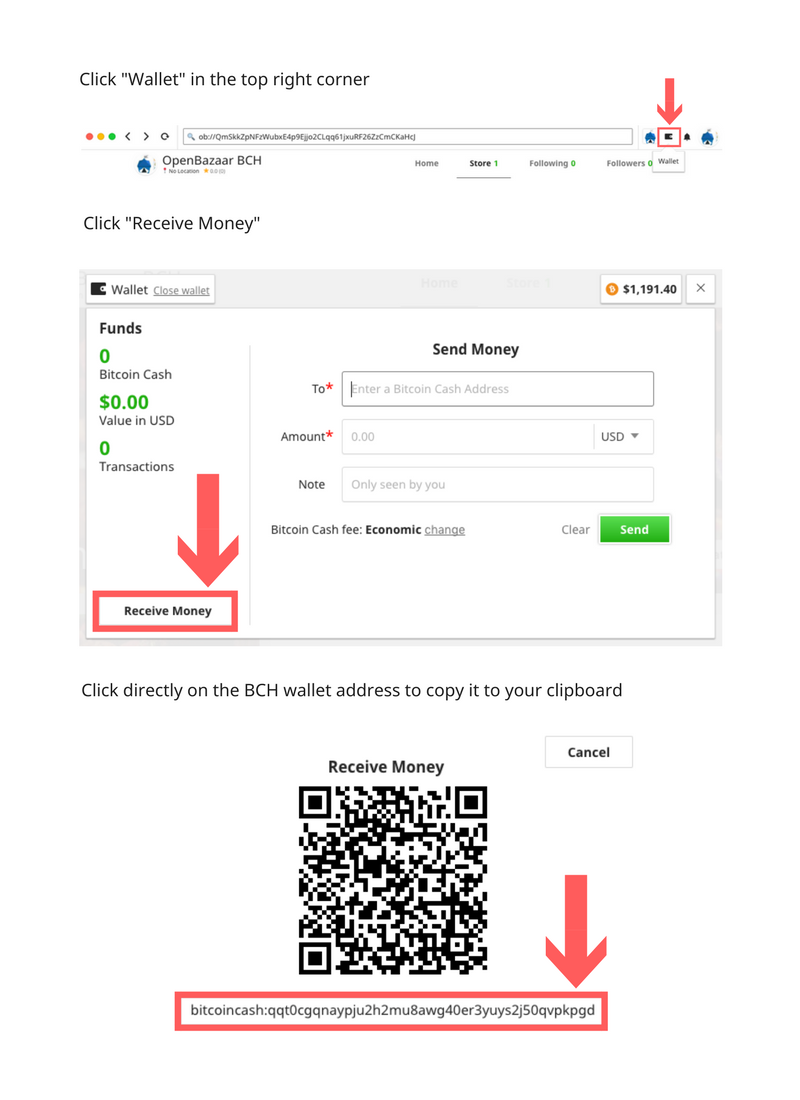 Click "Wallet" in the top right corner
ob://QmSkkZpNFzWubxE4p9Ejjo2CLqq61jxuRF26ZzCmCKaHcJ
OpenBazaar BCH
No Location 0.0 (0)
Home Store 1 Following 0 Followers 0
Wallet
Click "Receive Money"
Home Store 1
Wallet Close wallet $1,191.40
Funds
0
Bitcoin Cash
$0.00
Value in USD
0
Transactions
Receive Money
Send Money
To* Enter a Bitcoin Cash Address
Amount* 0.00 USD
Note Only seen by you
Bitcoin Cash fee: Economic change Clear Send
Click directly on the BCH wallet address to copy it to your clipboard
Cancel
Receive Money
bitcoincash:qqt0cgqnaypju2h2mu8awg40er3yuys2j50qvpkpgd